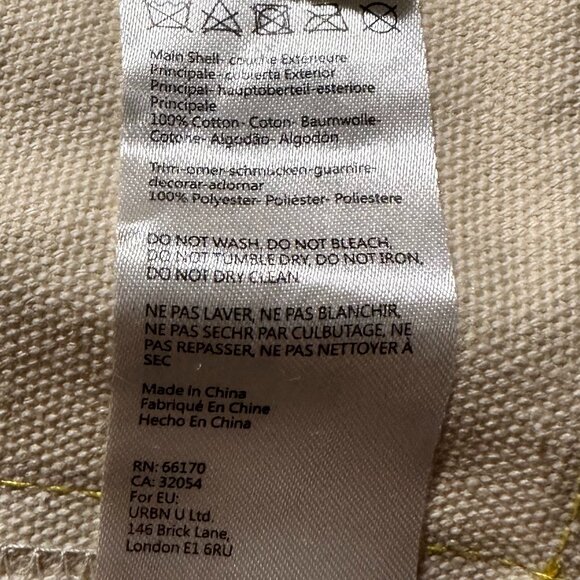 Main Shell- couche Exterieure
Principale- cubierta Exterior
Principal- hauptoberteil-esteriore
Principale
100% Cotton- Coton- Baumwolle-
Cotone- Algodão- Algodón
Trim-orner-schmucken-guarnire-
decorar-adornar
100% Polyester- Polièster- Poliestere
DO NOT WASH, DO NOT BLEACH,
DO NOT TUMBLE DRY, DO NOT IRON,
DO NOT DRY CLEAN
NE PAS LAVER, NE PAS BLANCHIR,
NE PAS SECHR PAR CULBUTAGE, NE
PAS REPASSER, NE PAS NETTOYER À
SEC
Made In China
Fabriqué En Chine
Hecho En China
RN: 66170
CA: 32054
For EU:
URBN U Ltd.
146 Brick Lane,
London E1 6RU